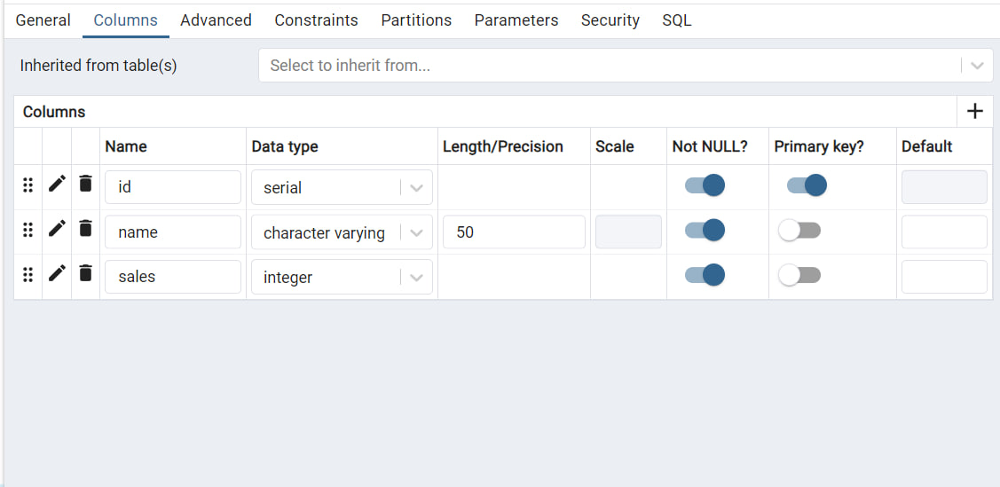 General Columns Advanced Constraints Partitions Parameters Security SQL
Inherited from table(s) Select to inherit from...
Columns
Name Data type Length/Precision Scale Not NULL? Primary key? Default
id serial
name character varying 50
sales integer